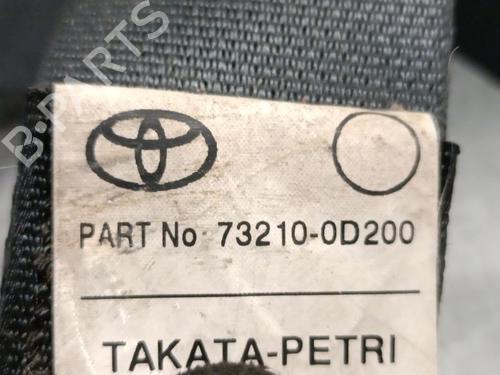 B-PARTS
PART No 73210-0D200
TAKATA-PETRI